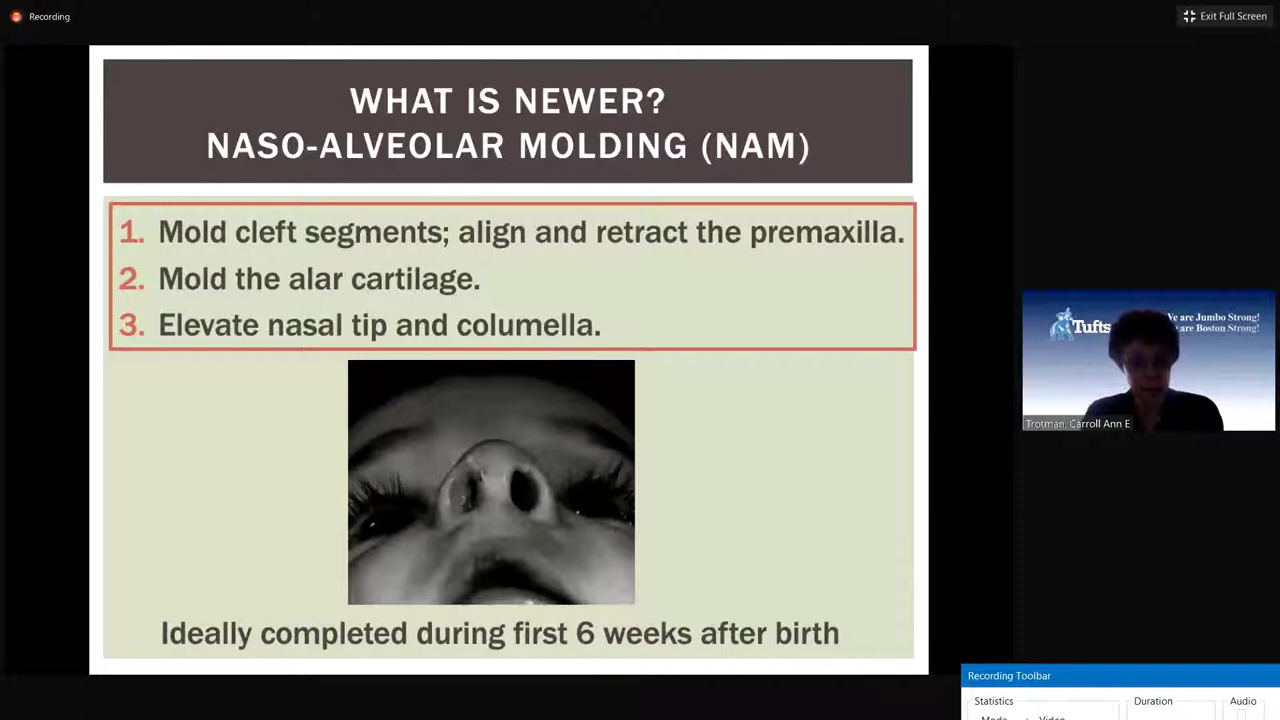 Recording
Exit Full Screen
WHAT IS NEWER?
NASO-ALVEOLAR MOLDING (NAM)
1. Mold cleft segments; align and retract the premaxilla.
2. Mold the alar cartilage.
3. Elevate nasal tip and columella.
Ideally completed during first 6 weeks after birth
Tufts
are Jumbo Strong!
are Boston Strong!
Trotman, Carroll Ann E
Recording Toolbar
Statistics
Duration
Audio